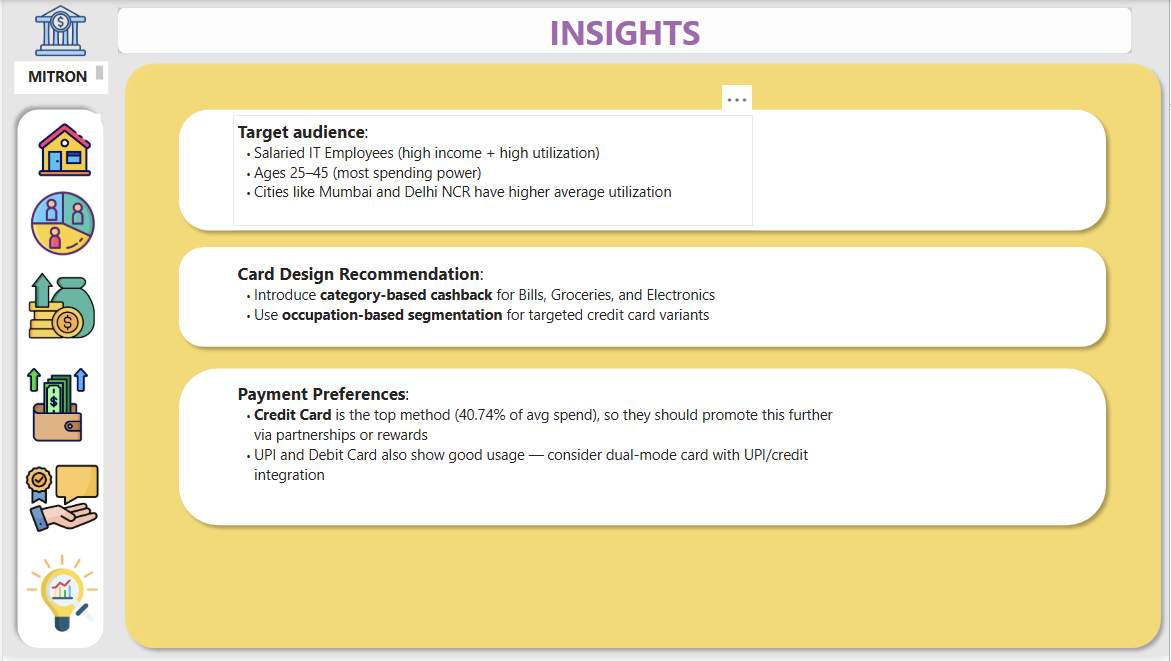 INSIGHTS
MITRON
Target audience:
• Salaried IT Employees (high income + high utilization)
• Ages 25–45 (most spending power)
• Cities like Mumbai and Delhi NCR have higher average utilization
Card Design Recommendation:
• Introduce category-based cashback for Bills, Groceries, and Electronics
• Use occupation-based segmentation for targeted credit card variants
Payment Preferences:
• Credit Card is the top method (40.74% of avg spend), so they should promote this further
via partnerships or rewards
• UPI and Debit Card also show good usage — consider dual-mode card with UPI/credit
integration